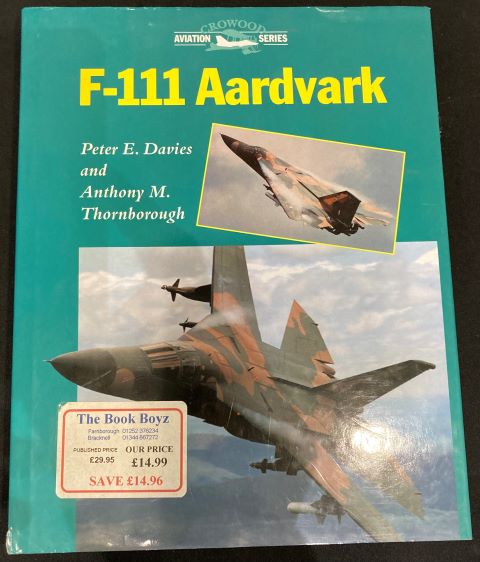 CROWOOD
AVIATION SERIES
F-111 Aardvark
Peter E. Davies
and
Anthony M.
Thornborough
The Book Boyz
Farnborough 01252 376234
Bracknell 01344 667272
PUBLISHED PRICE
£29.95
OUR PRICE
£14.99
SAVE £14.96